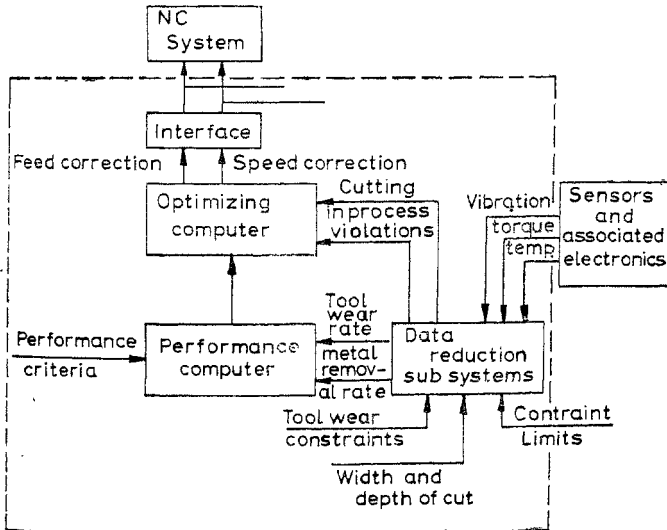 NC
System
Interface
Feed correction
Speed correction
Optimizing
computer
Cutting
in process
violations
Vibration
torque
temp
Sensors
and
associated
electronics
Performance
criteria
Performance
computer
Tool
wear
rate
metal
remov-
al rate
Data
reduction
sub systems
Tool wear
constraints
Contraint
Limits
Width and
depth of cut